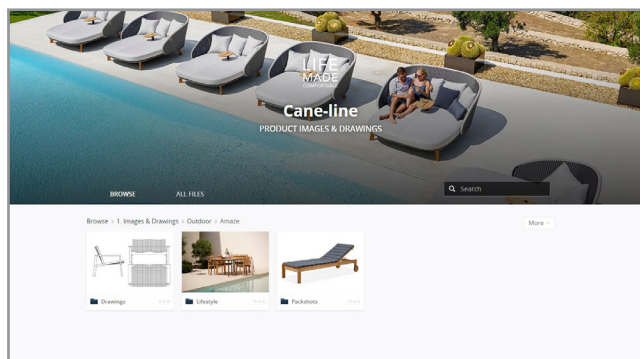 LIFE
MADE
COMFORTABLE
Cane-line
PRODUCT IMAGES & DRAWINGS
BROWSE
ALL FILES
Search
Browse > 1. Images & Drawings > Outdoor > Amaze
More
Drawings
Lifestyle
Packshots